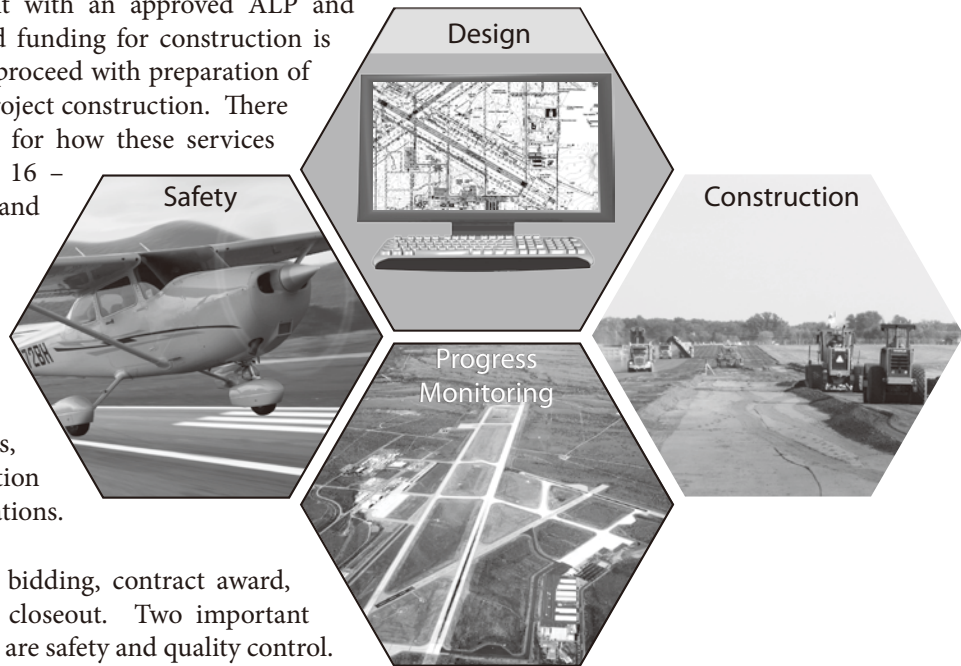 t with an approved ALP and
d funding for construction is
proceed with preparation of
roject construction. There
for how these services
16 –
and
s,
tion
ations.
bidding, contract award,
closeout. Two important
are safety and quality control.
Design
Safety
Construction
Progress
Monitoring
72BH